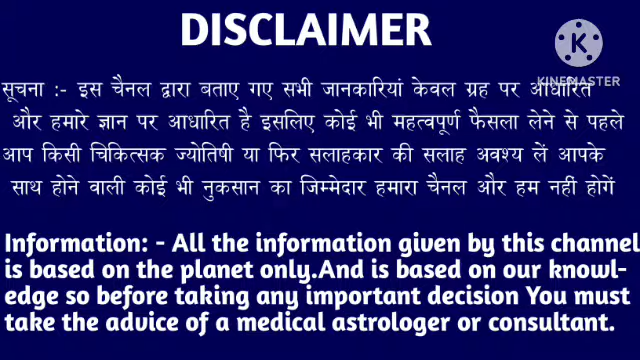 DISCLAIMER
KINEMASTER
सूचना :- इस चैनल द्वारा बताए गए सभी जानकारियां केवल ग्रह पर आधारित
और हमारे ज्ञान पर आधारित है इसलिए कोई भी महत्वपूर्ण फैसला लेने से पहले
आप किसी चिकित्सक ज्योतिषी या फिर सलाहकार की सलाह अवश्य लें आपके
साथ होने वाली कोई भी नुकसान का जिम्मेदार हमारा चैनल और हम नहीं होगें
Information: - All the information given by this channel
is based on the planet only.And is based on our knowl-
edge so before taking any important decision You must
take the advice of a medical astrologer or consultant.